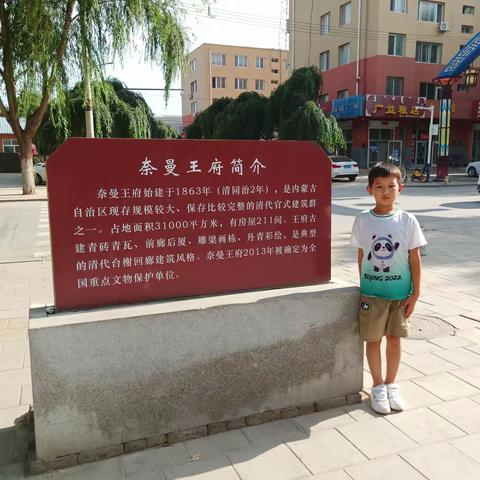 奈曼王府简介
奈曼王府始建于1863年（清同治2年），是内蒙古
自治区现存规模较大、保存比较完整的清代官式建筑群
之一。占地面积31000平方米，有房屋211间。王府古
建青砖青瓦、前廊后厦、雕梁画栋、丹青彩绘，是典型
的清代台榭回廊建筑风格。奈曼王府2013年被确定为全
国重点文物保护单位。
BEIJING 2022